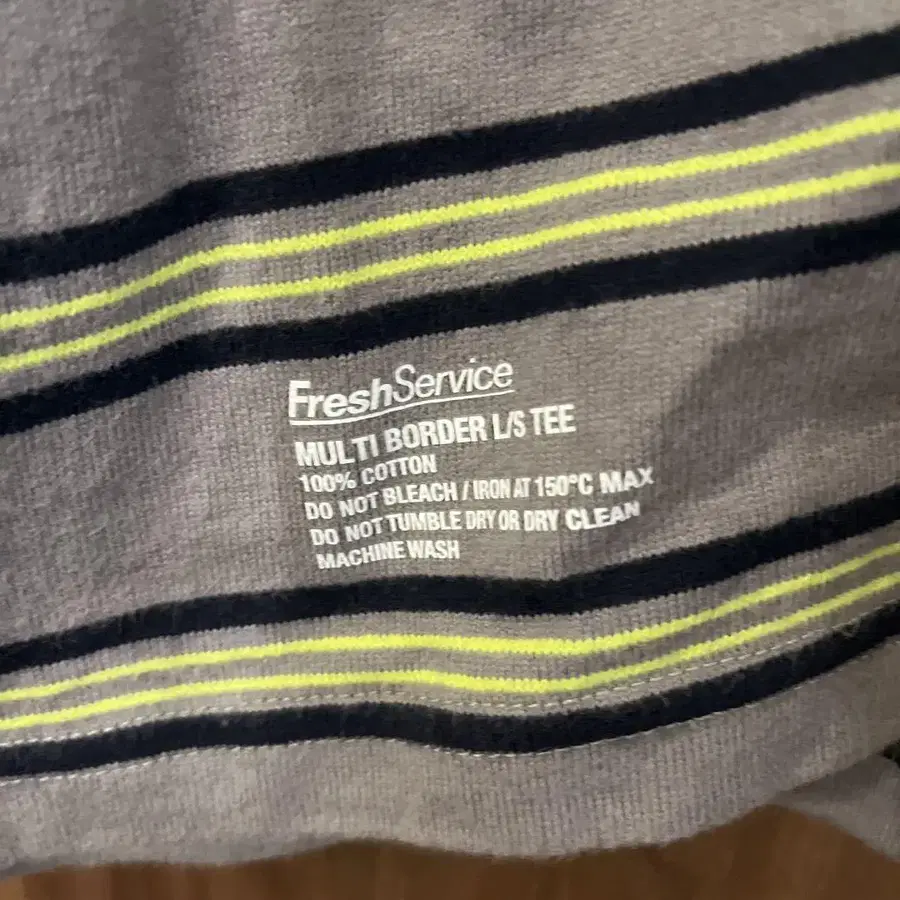 FreshService
MULTI BORDER L/S TEE
100% COTTON
DO NOT BLEACH / IRON AT 150°C MAX
DO NOT TUMBLE DRY OR DRY CLEAN
MACHINE WASH